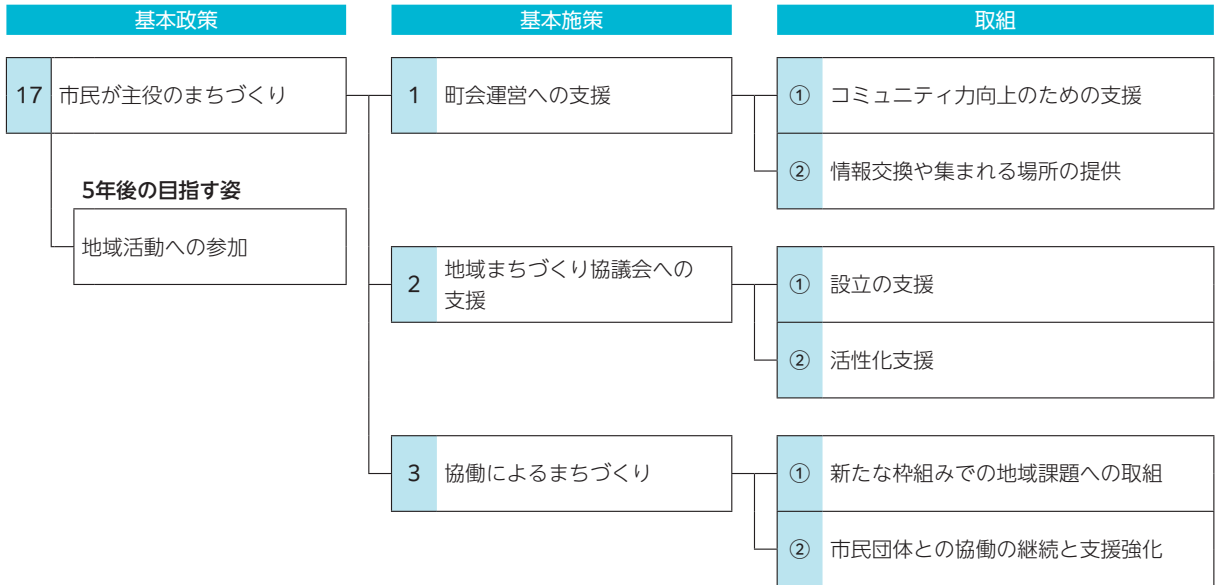 基本政策
基本施策
取組
17 市民が主役のまちづくり
5年後の目指す姿
地域活動への参加
1 町会運営への支援
① コミュニティ力向上のための支援
② 情報交換や集まれる場所の提供
2 地域まちづくり協議会への
支援
① 設立の支援
② 活性化支援
3 協働によるまちづくり
① 新たな枠組みでの地域課題への取組
② 市民団体との協働の継続と支援強化